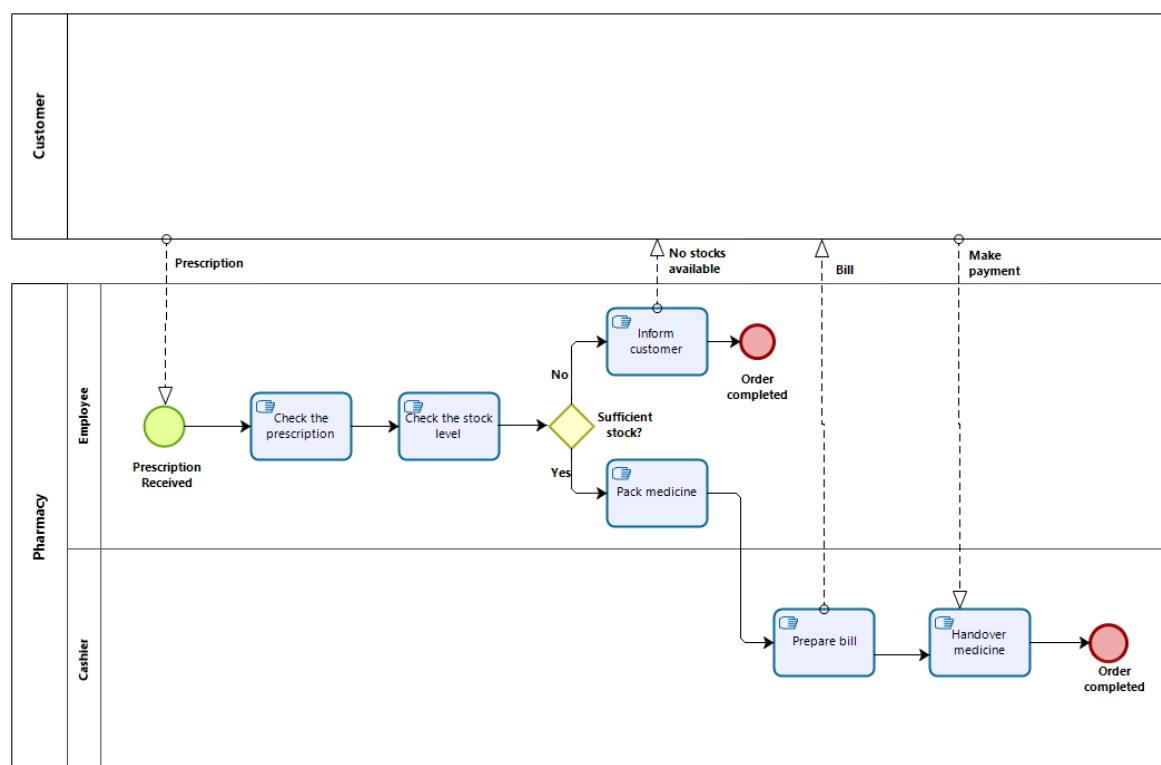 Customer
Prescription
No stocks
available
Bill
Make
payment
Pharmacy
Employee
Prescription
Received
Check the
prescription
Check the stock
level
Sufficient
stock?
No
Inform
customer
Order
completed
Yes
Pack medicine
Cashier
Prepare bill
Handover
medicine
Order
completed